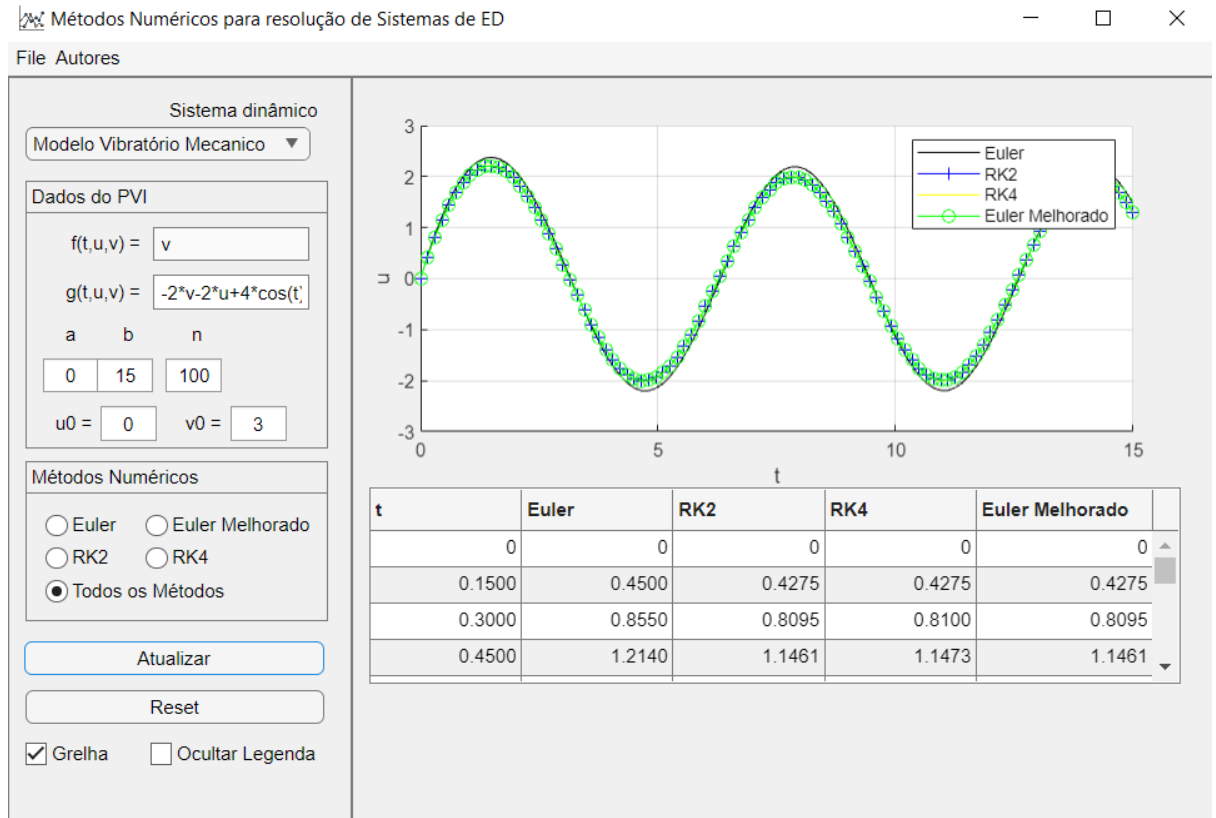 Métodos Numéricos para resolução de Sistemas de ED
File Autores
Sistema dinâmico
Modelo Vibratório Mecanico
Dados do PVI
f(t,u,v) = v
g(t,u,v) = -2*v-2*u+4*cos(t)
a b n
0 15 100
u0 = 0 v0 = 3
Métodos Numéricos
Euler Euler Melhorado
RK2 RK4
Todos os Métodos
Atualizar
Reset
Grelha Ocultar Legenda
3
2
1
0
-1
-2
-3
u
0 5 10 15
t
Euler
RK2
RK4
Euler Melhorado
t Euler RK2 RK4 Euler Melhorado
0 0 0 0 0
0.1500 0.4500 0.4275 0.4275 0.4275
0.3000 0.8550 0.8095 0.8100 0.8095
0.4500 1.2140 1.1461 1.1473 1.1461